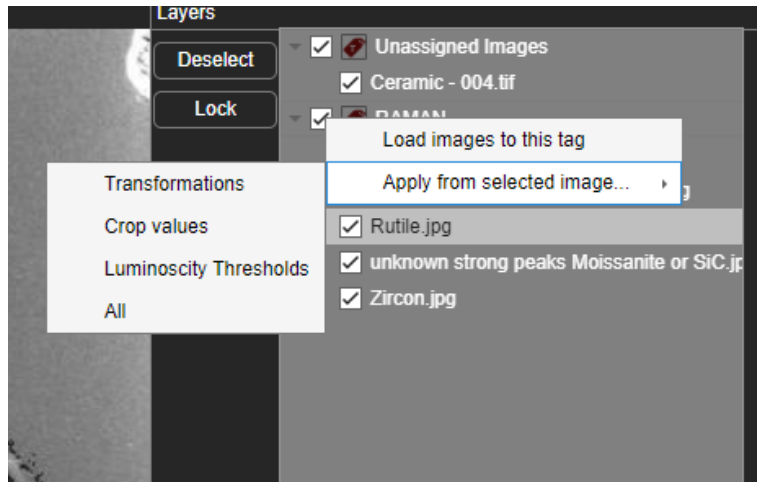 Layers
Deselect
Unassigned Images
Ceramic - 004.tif
Lock
RAMAN
Load images to this tag
Apply from selected image...
Transformations
Crop values
Luminoscity Thresholds
All
Rutile.jpg
unknown strong peaks Moissanite or SiC.jp
Zircon.jpg